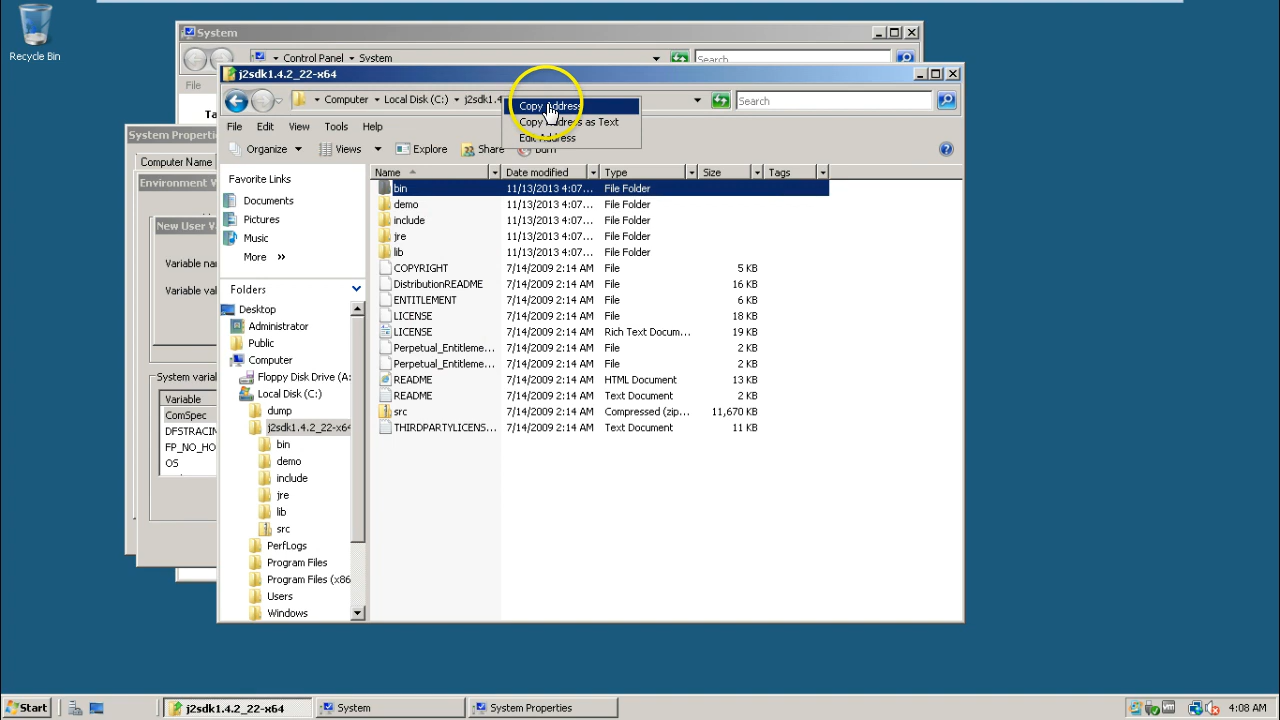 Recycle Bin
System
Control Panel ▾ System
Search
File
Ta
System Properti
Computer Name
Environment W
New User Va
Variable na
Variable val
System variab
Variable
ComSpec
DFSTRACIN
FP_NO_HO
OS
j2sdk1.4.2_22-x64
Computer ▾ Local Disk (C:) ▾ j2sdk1.4
Search
Copy Address
Copy Address as Text
Edit Address
File Edit View Tools Help
Organize Views Explore Share Burn
Favorite Links
Documents
Pictures
Music
More »
Folders
Desktop
Administrator
Public
Computer
Floppy Disk Drive (A:
Local Disk (C:)
dump
j2sdk1.4.2_22-x64
bin
demo
include
jre
lib
src
PerfLogs
Program Files
Program Files (x86
Users
Windows
Name Date modified Type Size Tags
bin 11/13/2013 4:07... File Folder
demo 11/13/2013 4:07... File Folder
include 11/13/2013 4:07... File Folder
jre 11/13/2013 4:07... File Folder
lib 11/13/2013 4:07... File Folder
COPYRIGHT 7/14/2009 2:14 AM File 5 KB
DistributionREADME 7/14/2009 2:14 AM File 16 KB
ENTITLEMENT 7/14/2009 2:14 AM File 6 KB
LICENSE 7/14/2009 2:14 AM File 18 KB
LICENSE 7/14/2009 2:14 AM Rich Text Docum... 19 KB
Perpetual_Entitleme... 7/14/2009 2:14 AM File 2 KB
Perpetual_Entitleme... 7/14/2009 2:14 AM File 2 KB
README 7/14/2009 2:14 AM HTML Document 13 KB
README 7/14/2009 2:14 AM Text Document 2 KB
src 7/14/2009 2:14 AM Compressed (zip... 11,670 KB
THIRDPARTYLICENS... 7/14/2009 2:14 AM Text Document 11 KB
Start
j2sdk1.4.2_22-x64
System
System Properties
4:08 AM